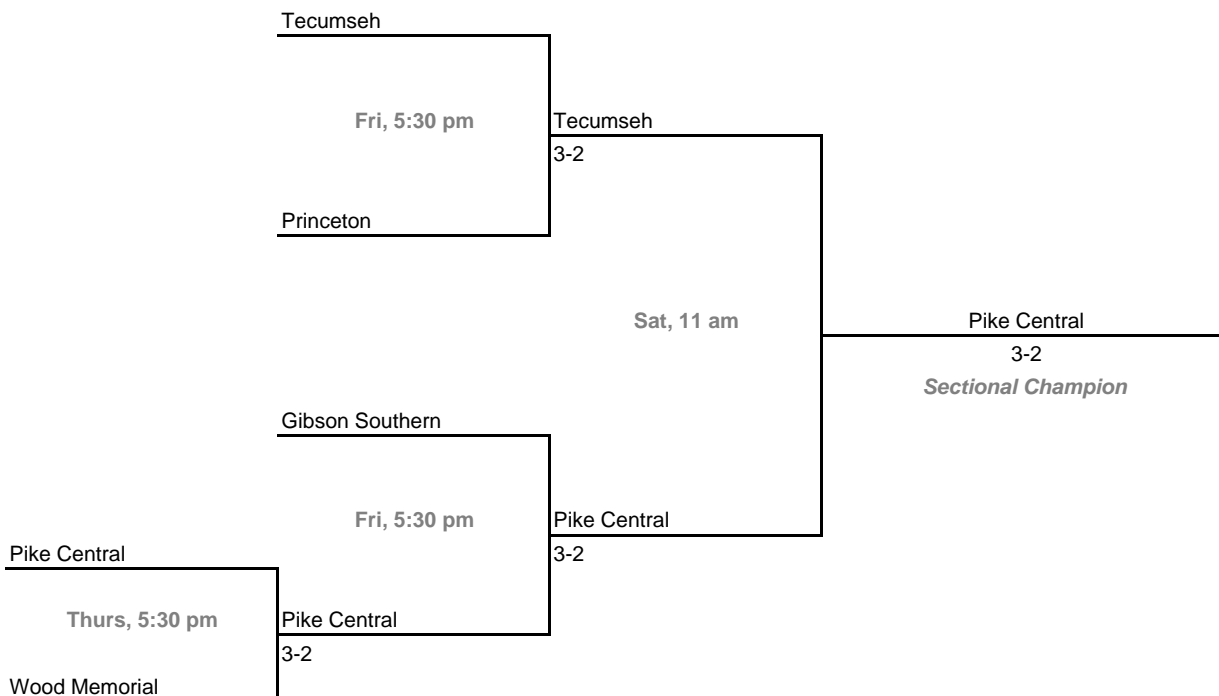 Tecumseh
Fri, 5:30 pm
Tecumseh
3-2
Princeton
Sat, 11 am
Pike Central
3-2
Sectional Champion
Gibson Southern
Fri, 5:30 pm
Pike Central
3-2
Pike Central
Thurs, 5:30 pm
Pike Central
3-2
Wood Memorial